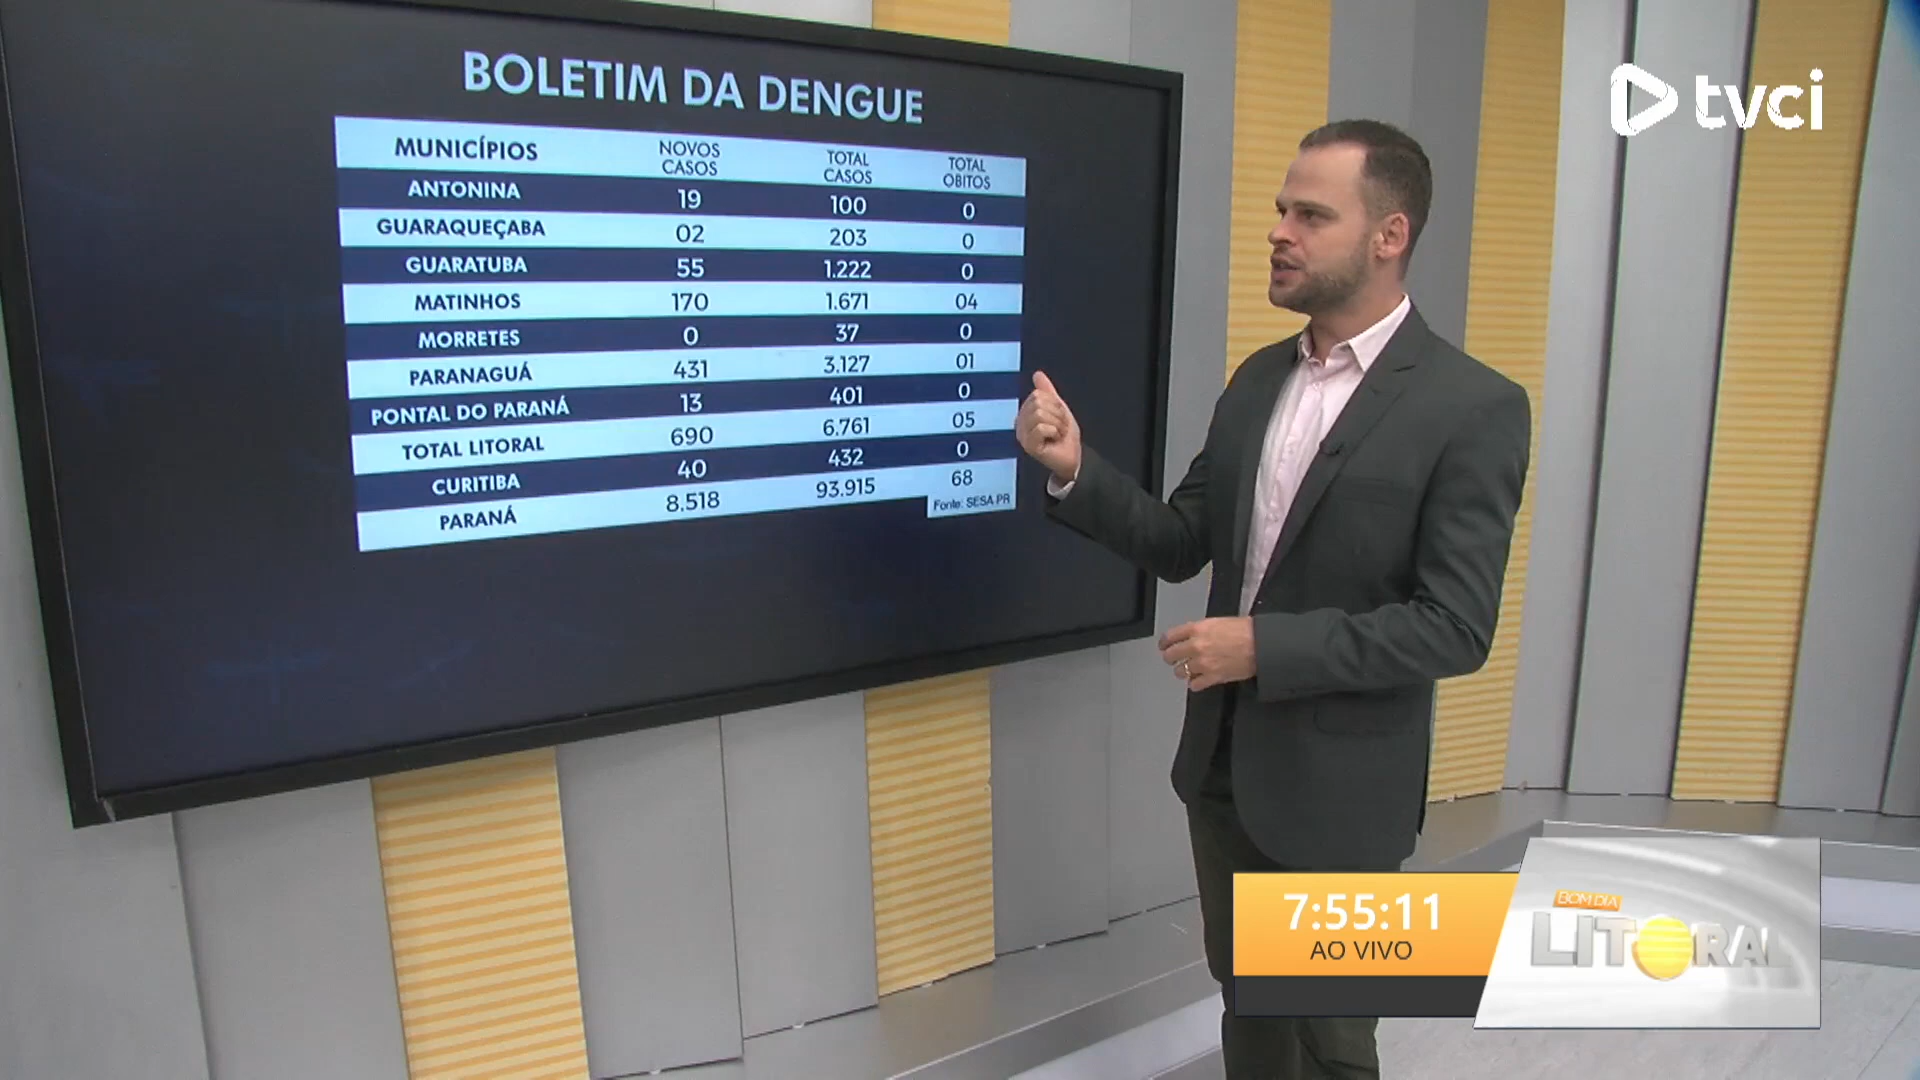 BOLETIM DA DENGUE
MUNICÍPIOS NOVOS CASOS TOTAL CASOS TOTAL OBITOS
ANTONINA 19 100 0
GUARAQUEÇABA 02 203 0
GUARATUBA 55 1.222 0
MATINHOS 170 1.671 04
MORRETES 0 37 0
PARANAGUÁ 431 3.127 01
PONTAL DO PARANÁ 13 401 0
TOTAL LITORAL 690 6.761 05
CURITIBA 40 432 0
PARANÁ 8.518 93.915 68
Fonte: SESA-PR
tvci
7:55:11
AO VIVO
BOM DIA
LITORAL